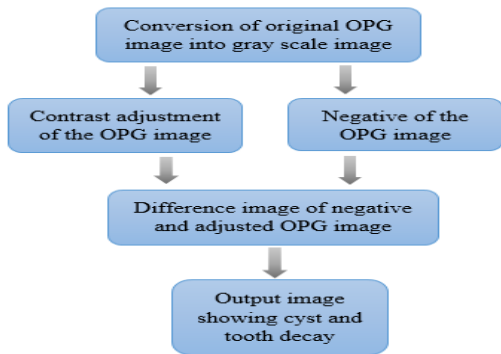 Conversion of original OPG
image into gray scale image
Contrast adjustment
of the OPG image
Negative of the
OPG image
Difference image of negative
and adjusted OPG image
Output image
showing cyst and
tooth decay